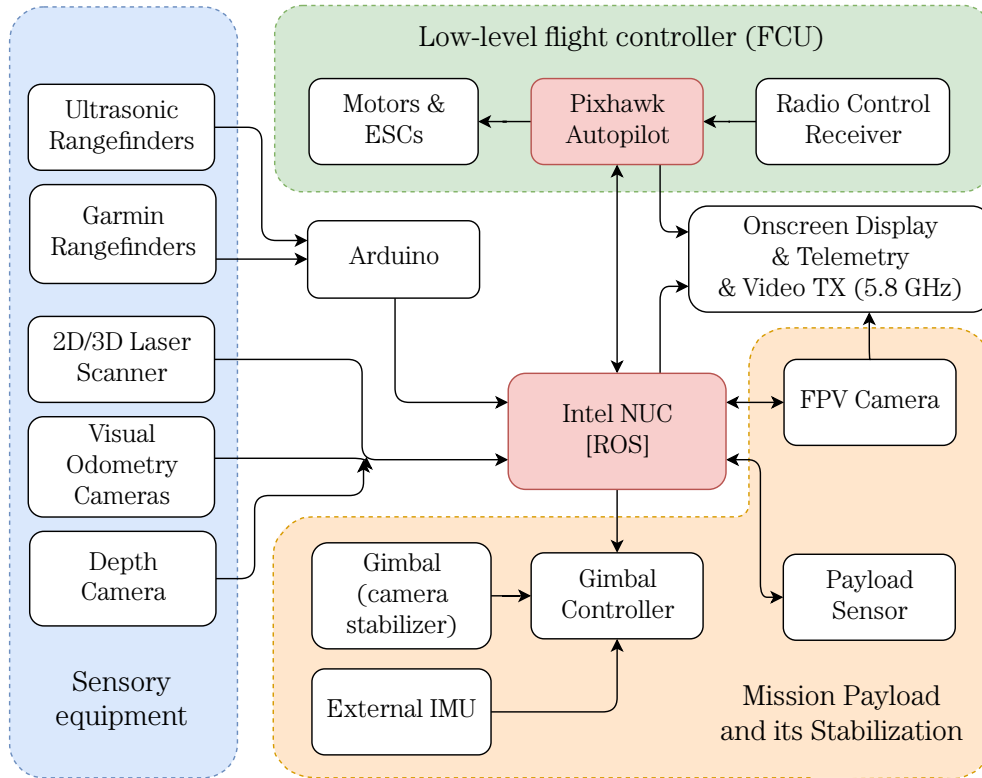 Low-level flight controller (FCU)
Ultrasonic
Rangefinders
Motors &
ESCs
Pixhawk
Autopilot
Radio Control
Receiver
Garmin
Rangefinders
Arduino
Onscreen Display
& Telemetry
& Video TX (5.8 GHz)
2D/3D Laser
Scanner
Intel NUC
[ROS]
FPV Camera
Visual
Odometry
Cameras
Depth
Camera
Gimbal
(camera
stabilizer)
Gimbal
Controller
Payload
Sensor
External IMU
Sensory
equipment
Mission Payload
and its Stabilization